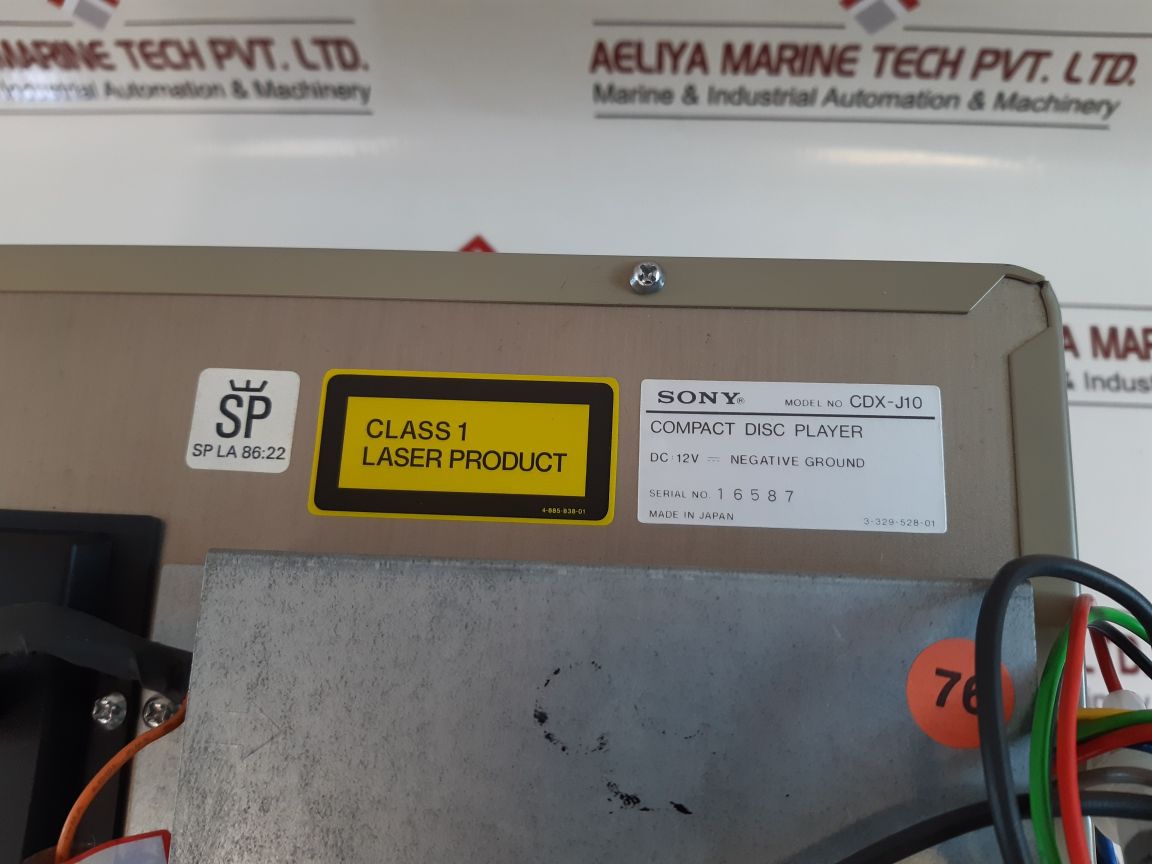 MARINE TECH PVT. LTD.
Industrial Automation & Machinery
AELIYA MARINE TECH PVT. LTD.
Marine & Industrial Automation & Machinery
SP
SP LA 86:22
CLASS 1
LASER PRODUCT
4-885-838-01
SONY® MODEL NO. CDX-J10
COMPACT DISC PLAYER
DC 12V ⎓ NEGATIVE GROUND
SERIAL NO. 16587
MADE IN JAPAN
3-329-528-01
76